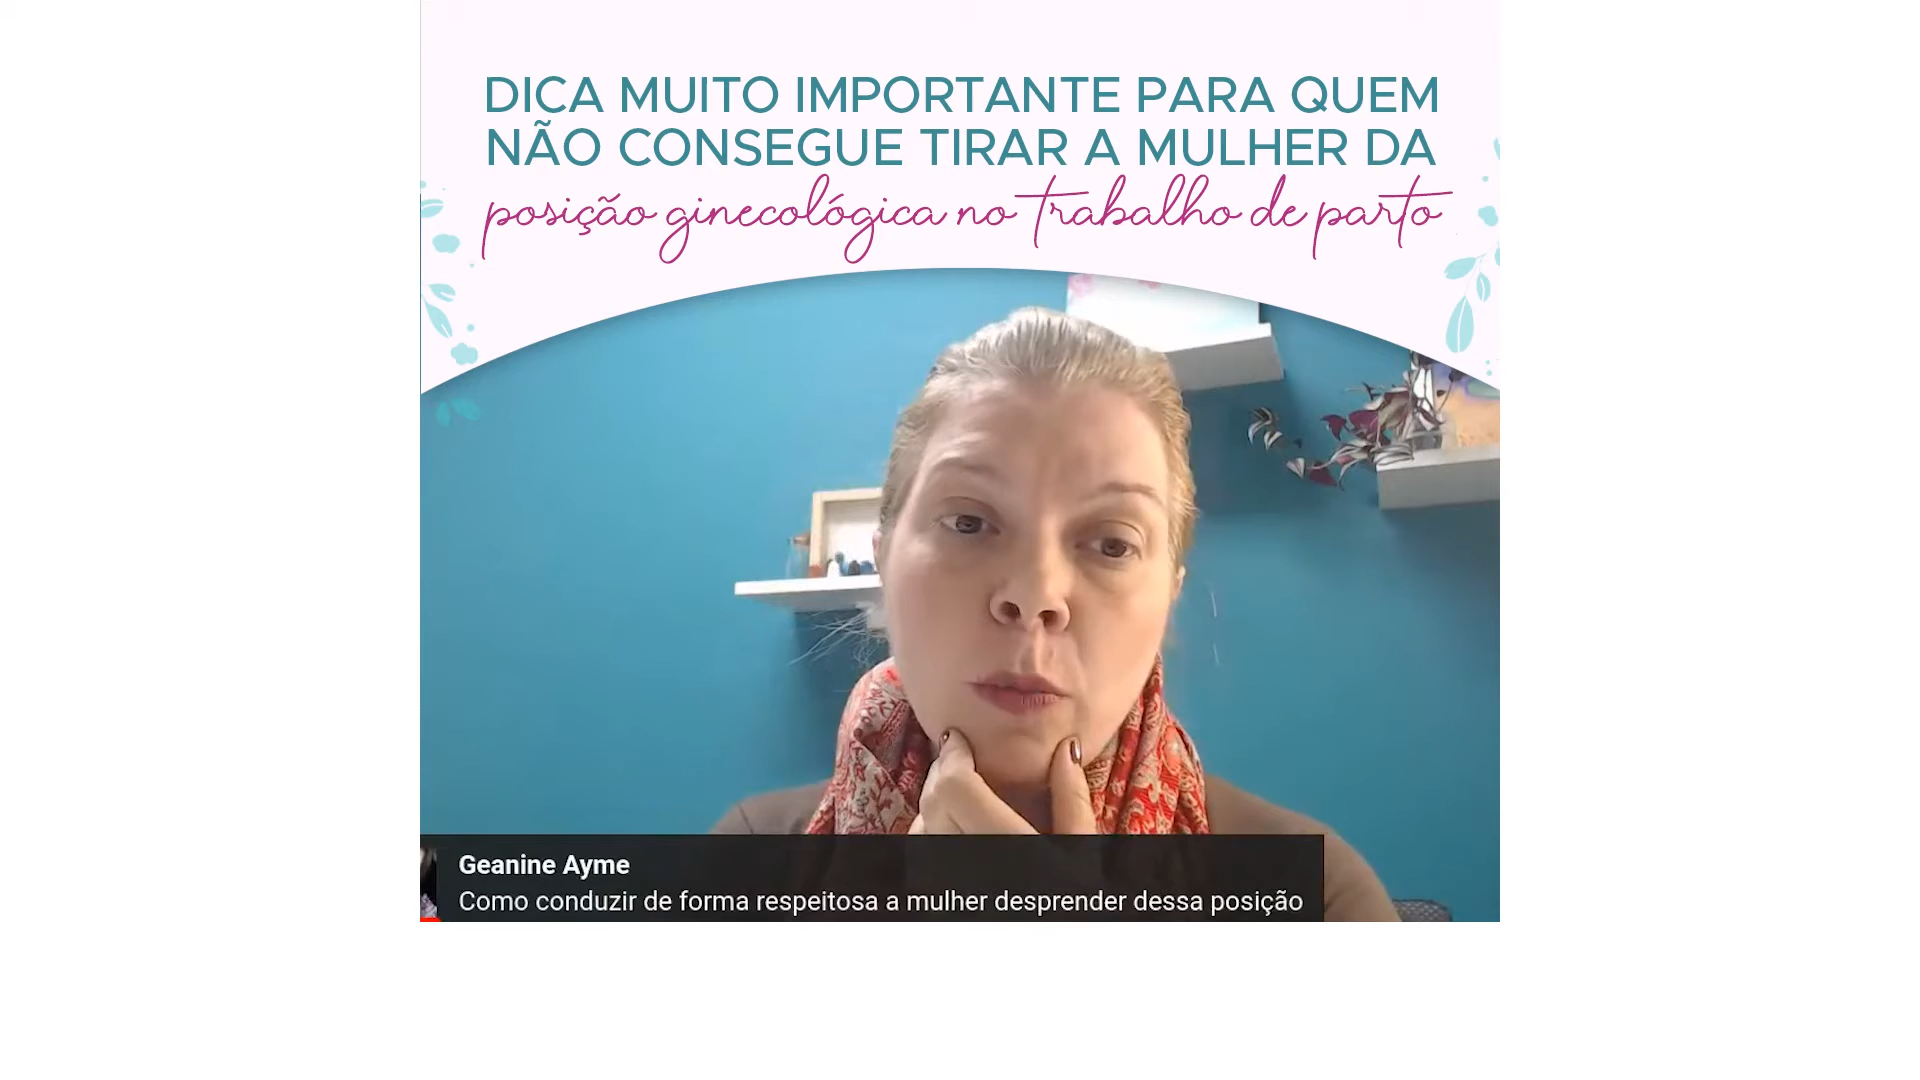 DICA MUITO IMPORTANTE PARA QUEM
NÃO CONSEGUE TIRAR A MULHER DA
posição ginecológica no trabalho de parto
Geanine Ayme
Como conduzir de forma respeitosa a mulher desprender dessa posição